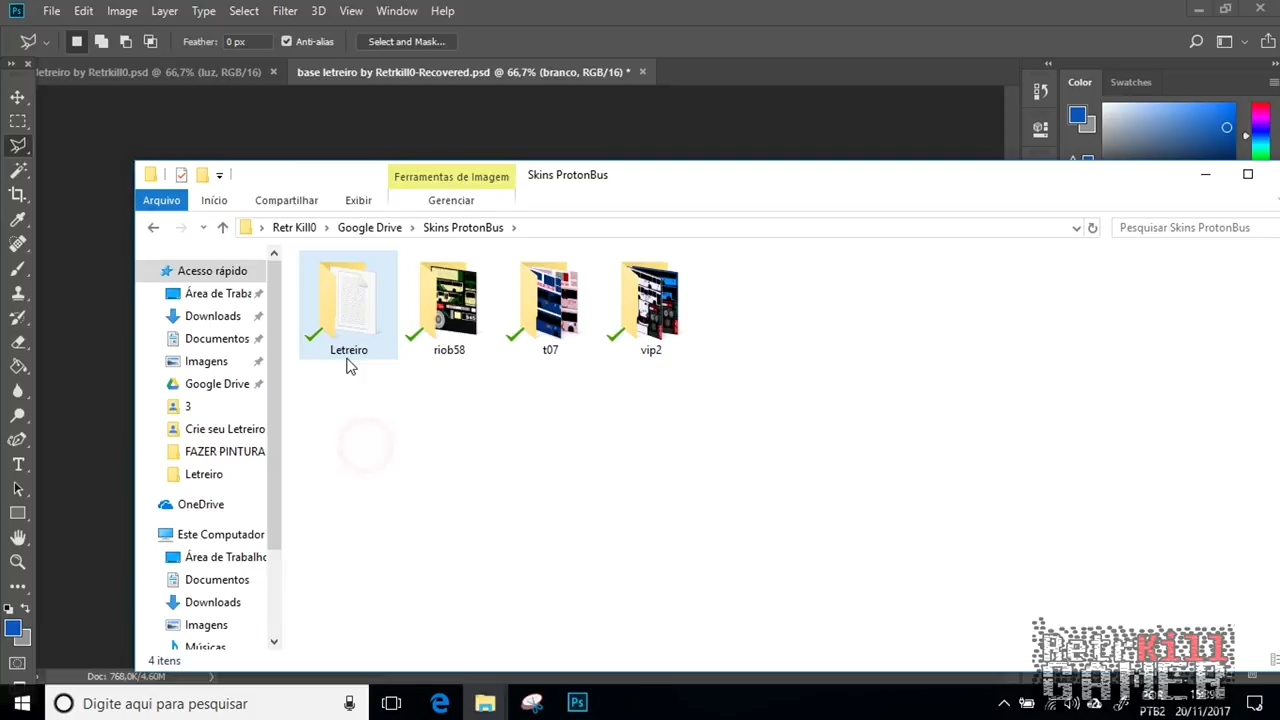 Ps File Edit Image Layer Type Select Filter 3D View Window Help
Feather: 0 px Anti-alias Select and Mask...
letreiro by Retrkill0.psd @ 66,7% (luz, RGB/16) × base letreiro by Retrkill0-Recovered.psd @ 66,7% (branco, RGB/16) * ×
Color Swatches
Ferramentas de Imagem Skins ProtonBus
Arquivo Início Compartilhar Exibir Gerenciar
Retr Kill0 › Google Drive › Skins ProtonBus ›
Pesquisar Skins ProtonBus
Acesso rápido
Área de Traba
Downloads
Documentos
Imagens
Google Drive
3
Crie seu Letreiro
FAZER PINTURA
Letreiro
OneDrive
Este Computador
Área de Trabalho
Documentos
Downloads
Imagens
Músicas
Letreiro riob58 t07 vip2
4 itens
Doc: 768,0K/4,60M
RetrKill
GAMER
Digite aqui para pesquisar
Ps
PTB2 20/11/2017